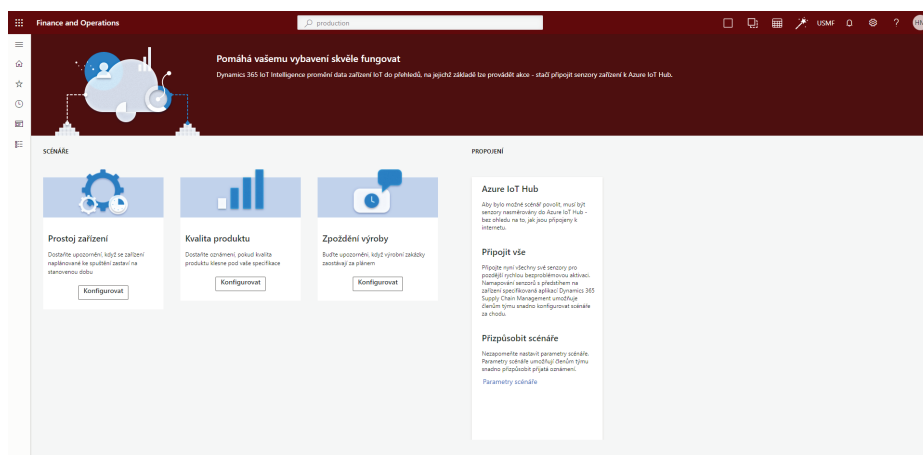 Finance and Operations
production
USMF
?
HM
Pomáhá vašemu vybavení skvěle fungovat
Dynamics 365 IoT Intelligence promění data zařízení IoT do přehledů, na jejichž základě lze provádět akce - stačí připojit senzory zařízení k Azure IoT Hub.
SCÉNÁŘE
Prostoj zařízení
Dostaňte upozornění, když se zařízení
naplánované ke spuštění zastaví na
stanovenou dobu
Konfigurovat
Kvalita produktu
Dostaňte oznámení, pokud kvalita
produktu klesne pod vaše specifikace
Konfigurovat
Zpoždění výroby
Buďte upozorněni, když výrobní zakázky
zaostávají za plánem
Konfigurovat
PROPOJENÍ
Azure IoT Hub
Aby bylo možné scénář povolit, musí být
senzory nasměrovány do Azure IoT Hub -
bez ohledu na to, jak jsou připojeny k
internetu.
Připojit vše
Připojte nyní všechny své senzory pro
pozdější rychlou bezproblémovou aktivaci.
Namapování senzorů s předstihem na
zařízení specifikovaná aplikací Dynamics 365
Supply Chain Management umožňuje
členům týmu snadno konfigurovat scénáře
za chodu.
Přizpůsobit scénáře
Nezapomeňte nastavit parametry scénáře.
Parametry scénáře umožňují členům týmu
snadno přizpůsobit přijatá oznámení.
Parametry scénáře